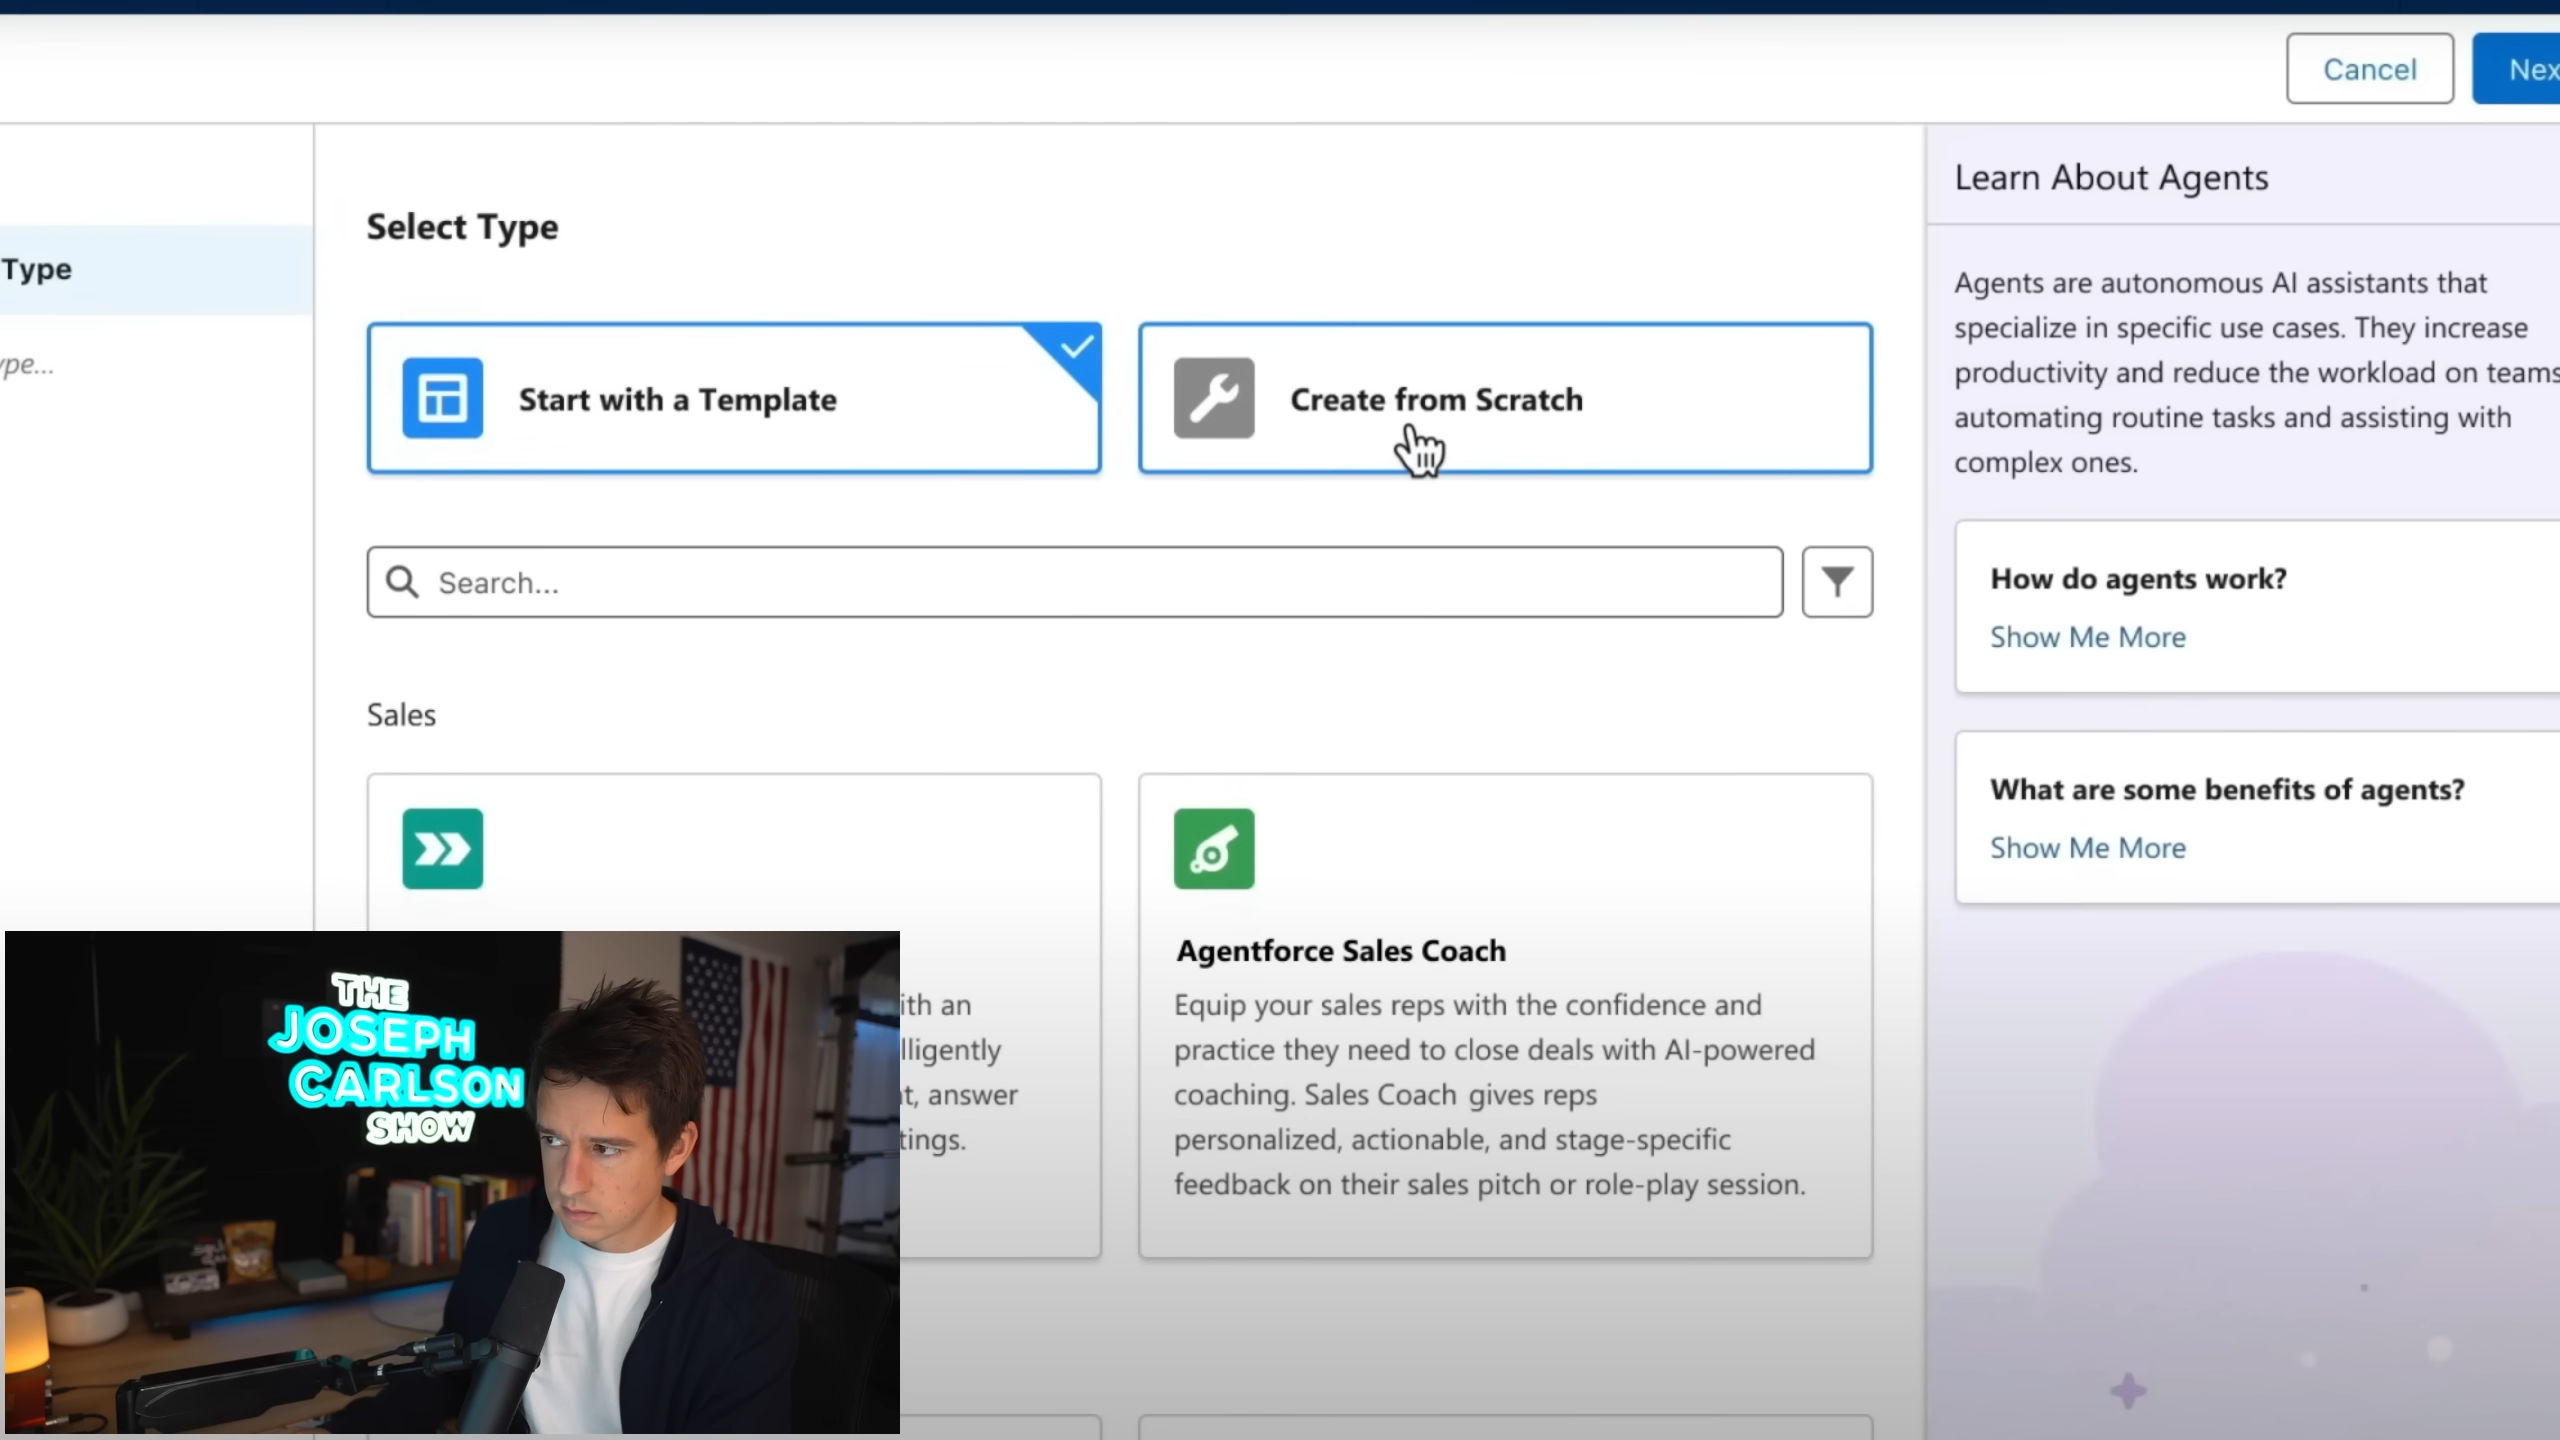 Cancel
Nex
Type
ype...
Select Type
Start with a Template
Create from Scratch
Search...
Sales
ith an
lligently
t, answer
tings.
Agentforce Sales Coach
Equip your sales reps with the confidence and
practice they need to close deals with AI-powered
coaching. Sales Coach gives reps
personalized, actionable, and stage-specific
feedback on their sales pitch or role-play session.
Learn About Agents
Agents are autonomous AI assistants that
specialize in specific use cases. They increase
productivity and reduce the workload on teams
automating routine tasks and assisting with
complex ones.
How do agents work?
Show Me More
What are some benefits of agents?
Show Me More
THE
JOSEPH
CARLSON
SHOW